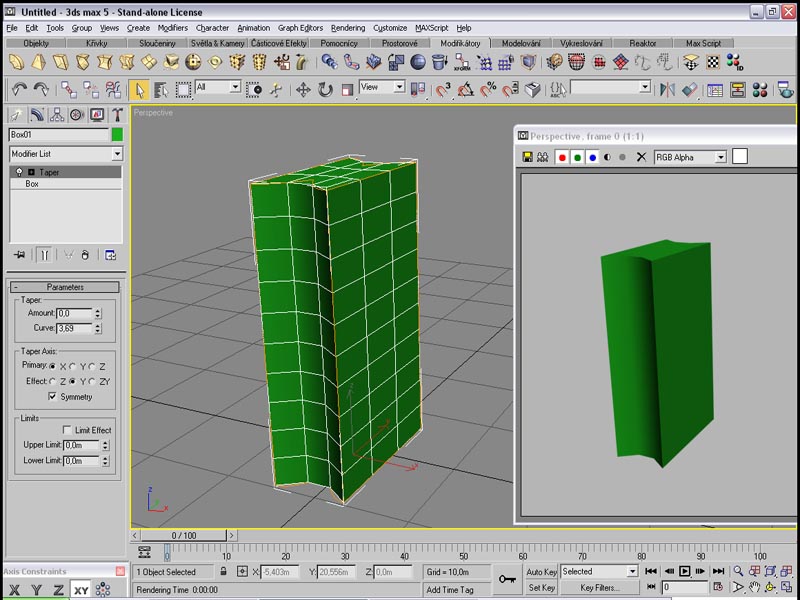 Untitled - 3ds max 5 - Stand-alone License
File Edit Tools Group Views Create Modifiers Character Animation Graph Editors Rendering Customize MAXScript Help
Objekty Křivky Sloučeniny Světla & Kamery Částicové Efekty Pomocníci Prostorové Modifikátory Modelování Vykreslování Reaktor Max Script
XFORM
All
View
Box01
Modifier List
Taper
Box
Parameters
Taper:
Amount: 0,0
Curve: 3,69
Taper Axis:
Primary: X Y Z
Effect: Z Y ZY
Symmetry
Limits
Limit Effect
Upper Limit: 0,0m
Lower Limit: 0,0m
Perspective
z
x
Perspective, frame 0 (1:1)
RGB Alpha
0 / 100
0 10 20 30 40 50 60 70 80 90 100
Axis Constraints
X Y Z XY
1 Object Selected
X: -5,403m Y: 20,556m Z: 0,0m
Grid = 10,0m
Auto Key Selected
Rendering Time 0:00:00
Add Time Tag
Set Key Key Filters...
0